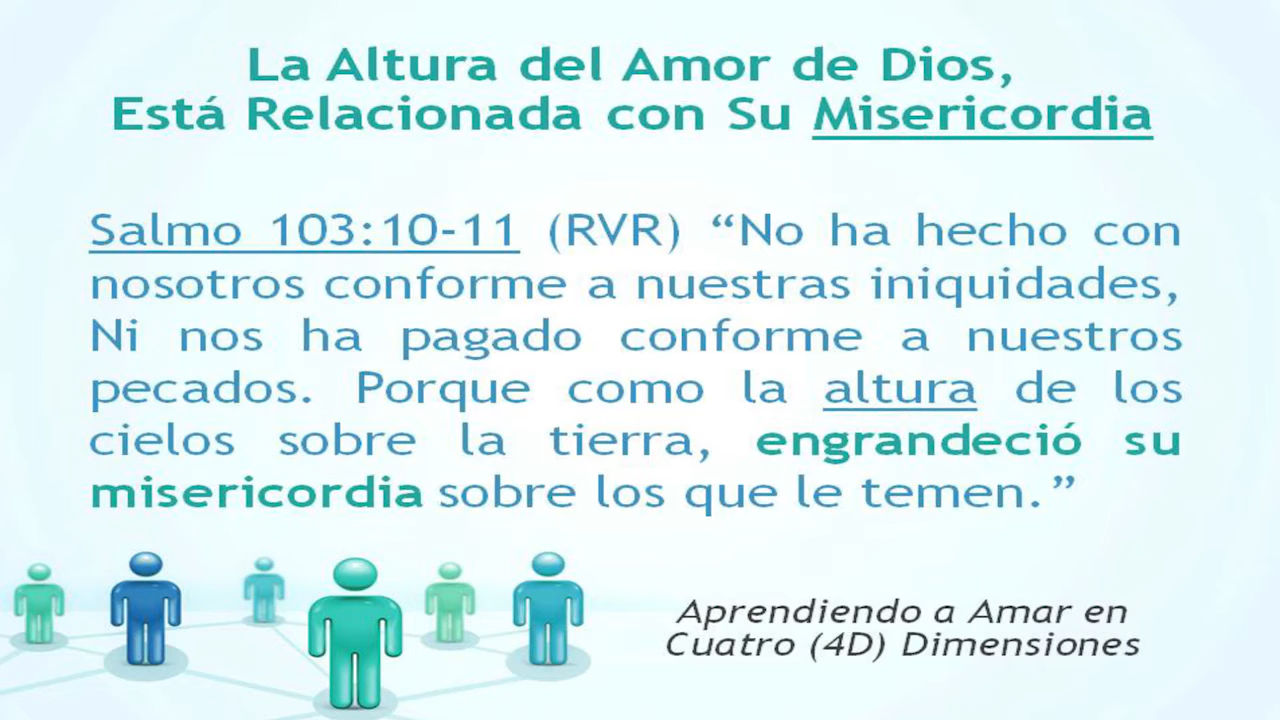 La Altura del Amor de Dios,
Está Relacionada con Su Misericordia
Salmo 103:10-11 (RVR) “No ha hecho con
nosotros conforme a nuestras iniquidades,
Ni nos ha pagado conforme a nuestros
pecados. Porque como la altura de los
cielos sobre la tierra, engrandeció su
misericordia sobre los que le temen.”
Aprendiendo a Amar en
Cuatro (4D) Dimensiones